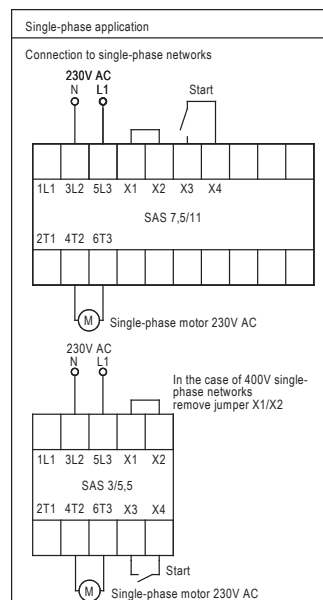 Single-phase application
Connection to single-phase networks
230V AC
N L1
Start
1L1 3L2 5L3 X1 X2 X3 X4
SAS 7,5/11
2T1 4T2 6T3
M
Single-phase motor 230V AC
230V AC
N L1
In the case of 400V single-
phase networks
remove jumper X1/X2
1L1 3L2 5L3 X1 X2
SAS 3/5,5
2T1 4T2 6T3 X3 X4
Start
M
Single-phase motor 230V AC